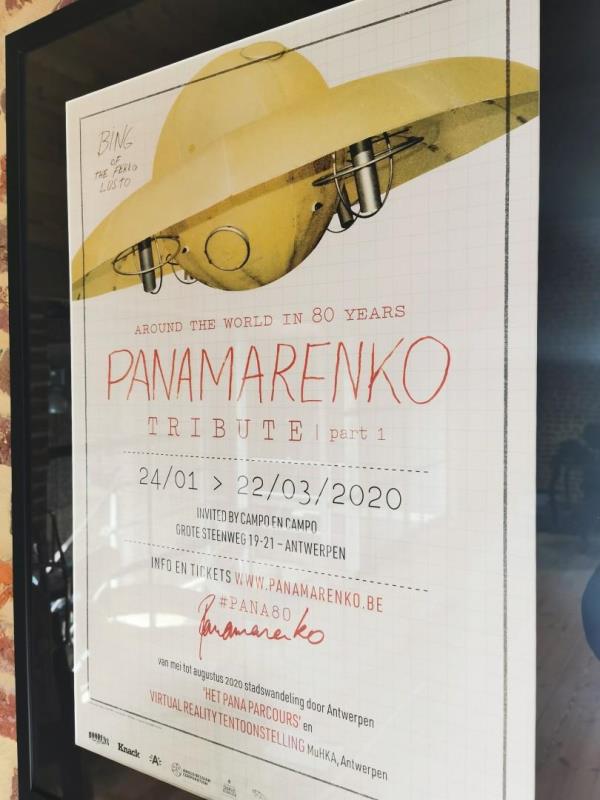 BING
OF
THE FERRO
LUSTO
AROUND THE WORLD IN 80 YEARS
PANAMARENKO
TRIBUTE | part 1
24/01 > 22/03/2020
INVITED BY CAMPO EN CAMPO
GROTE STEENWEG 19-21 – ANTWERPEN
INFO EN TICKETS WWW.PANAMARENKO.BE
#PANA80
Panamarenko
van mei tot augustus 2020 stadswandeling door Antwerpen
'HET PANA PARCOURS' en
VIRTUAL REALITY TENTOONSTELLING MuHKA, Antwerpen
Knack